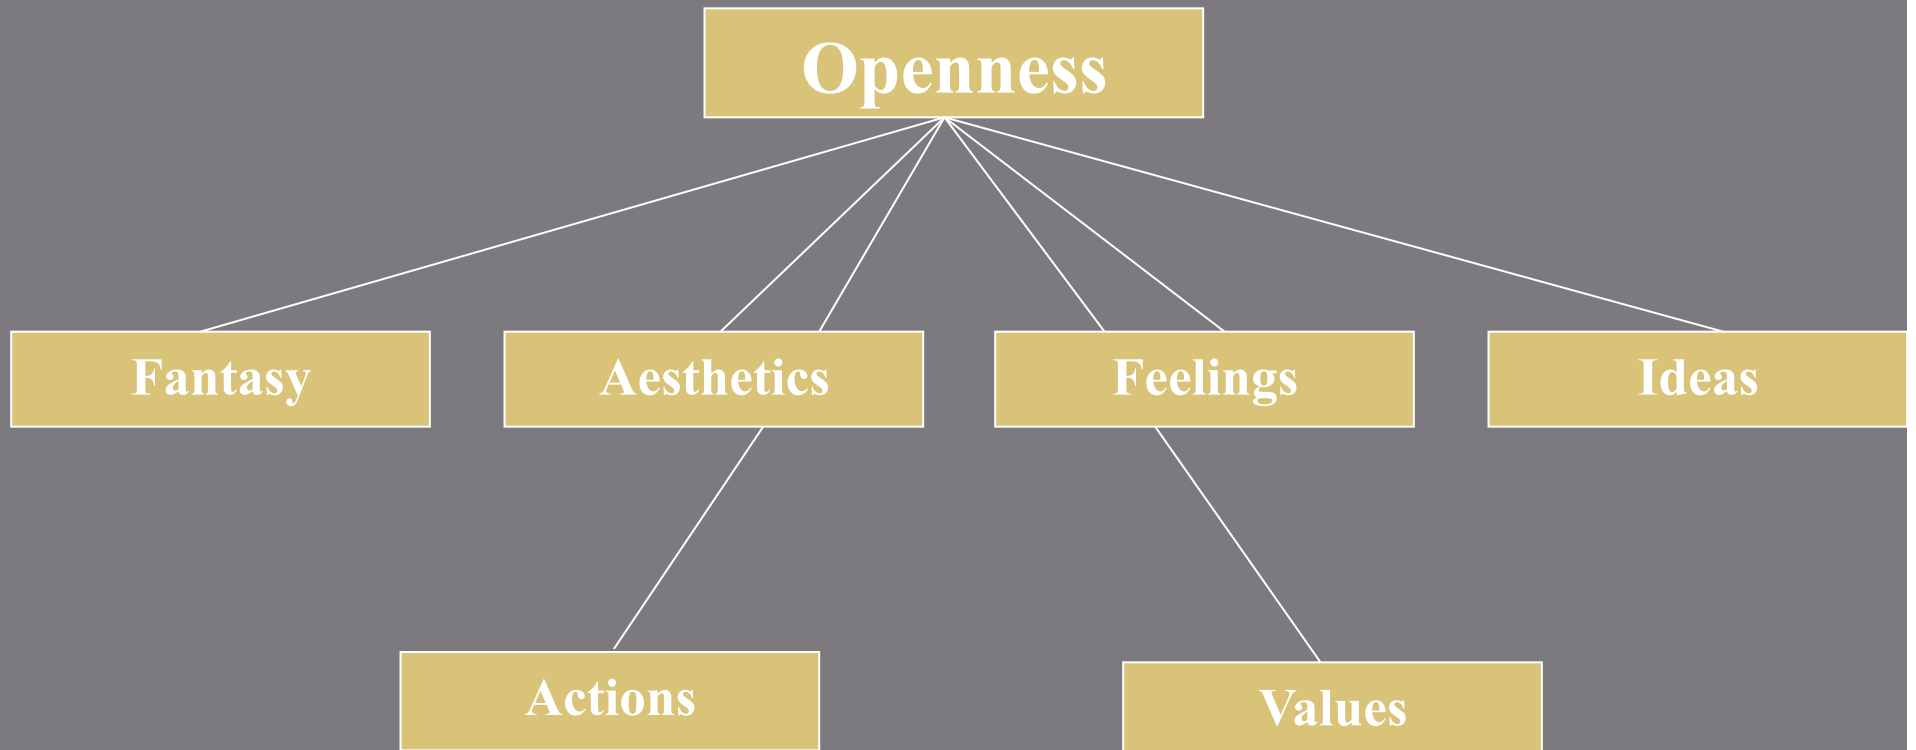 Openness
Fantasy
Aesthetics
Feelings
Ideas
Actions
Values